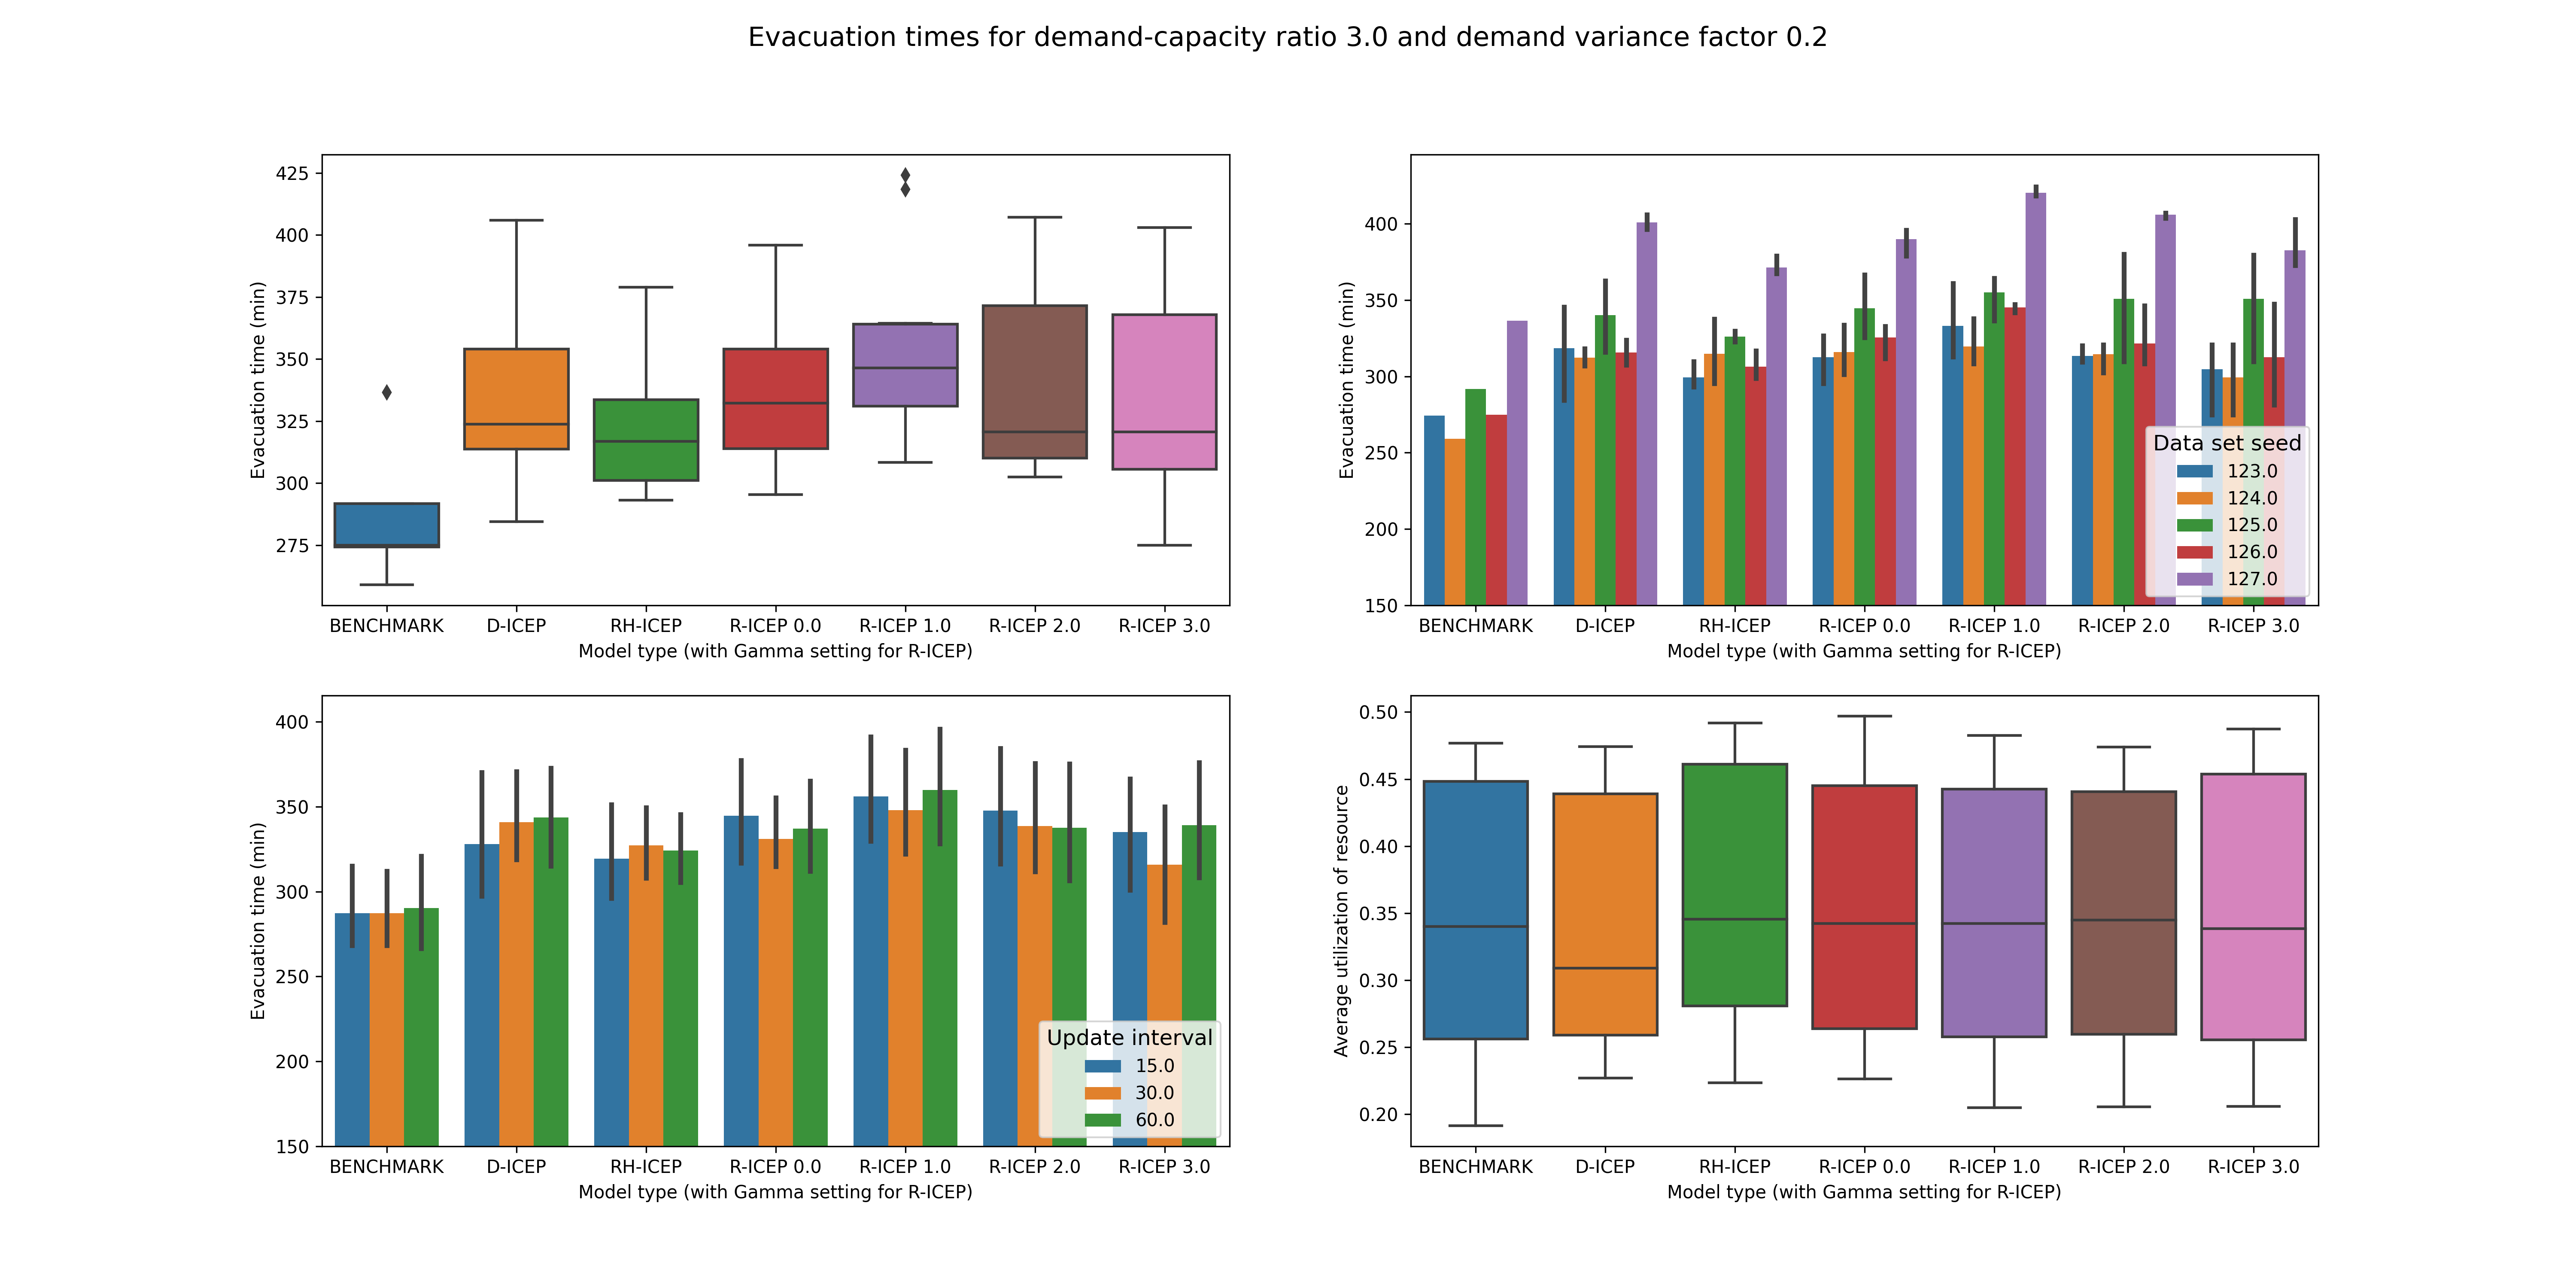 Evacuation times for demand-capacity ratio 3.0 and demand variance factor 0.2
425
400
375
350
325
300
275
Evacuation time (min)
BENCHMARK D-ICEP RH-ICEP R-ICEP 0.0 R-ICEP 1.0 R-ICEP 2.0 R-ICEP 3.0
Model type (with Gamma setting for R-ICEP)
400
350
300
250
200
150
Evacuation time (min)
Data set seed
123.0
124.0
125.0
126.0
127.0
BENCHMARK D-ICEP RH-ICEP R-ICEP 0.0 R-ICEP 1.0 R-ICEP 2.0 R-ICEP 3.0
Model type (with Gamma setting for R-ICEP)
400
350
300
250
200
150
Evacuation time (min)
Update interval
15.0
30.0
60.0
BENCHMARK D-ICEP RH-ICEP R-ICEP 0.0 R-ICEP 1.0 R-ICEP 2.0 R-ICEP 3.0
Model type (with Gamma setting for R-ICEP)
0.50
0.45
0.40
0.35
0.30
0.25
0.20
Average utilization of resource
BENCHMARK D-ICEP RH-ICEP R-ICEP 0.0 R-ICEP 1.0 R-ICEP 2.0 R-ICEP 3.0
Model type (with Gamma setting for R-ICEP)